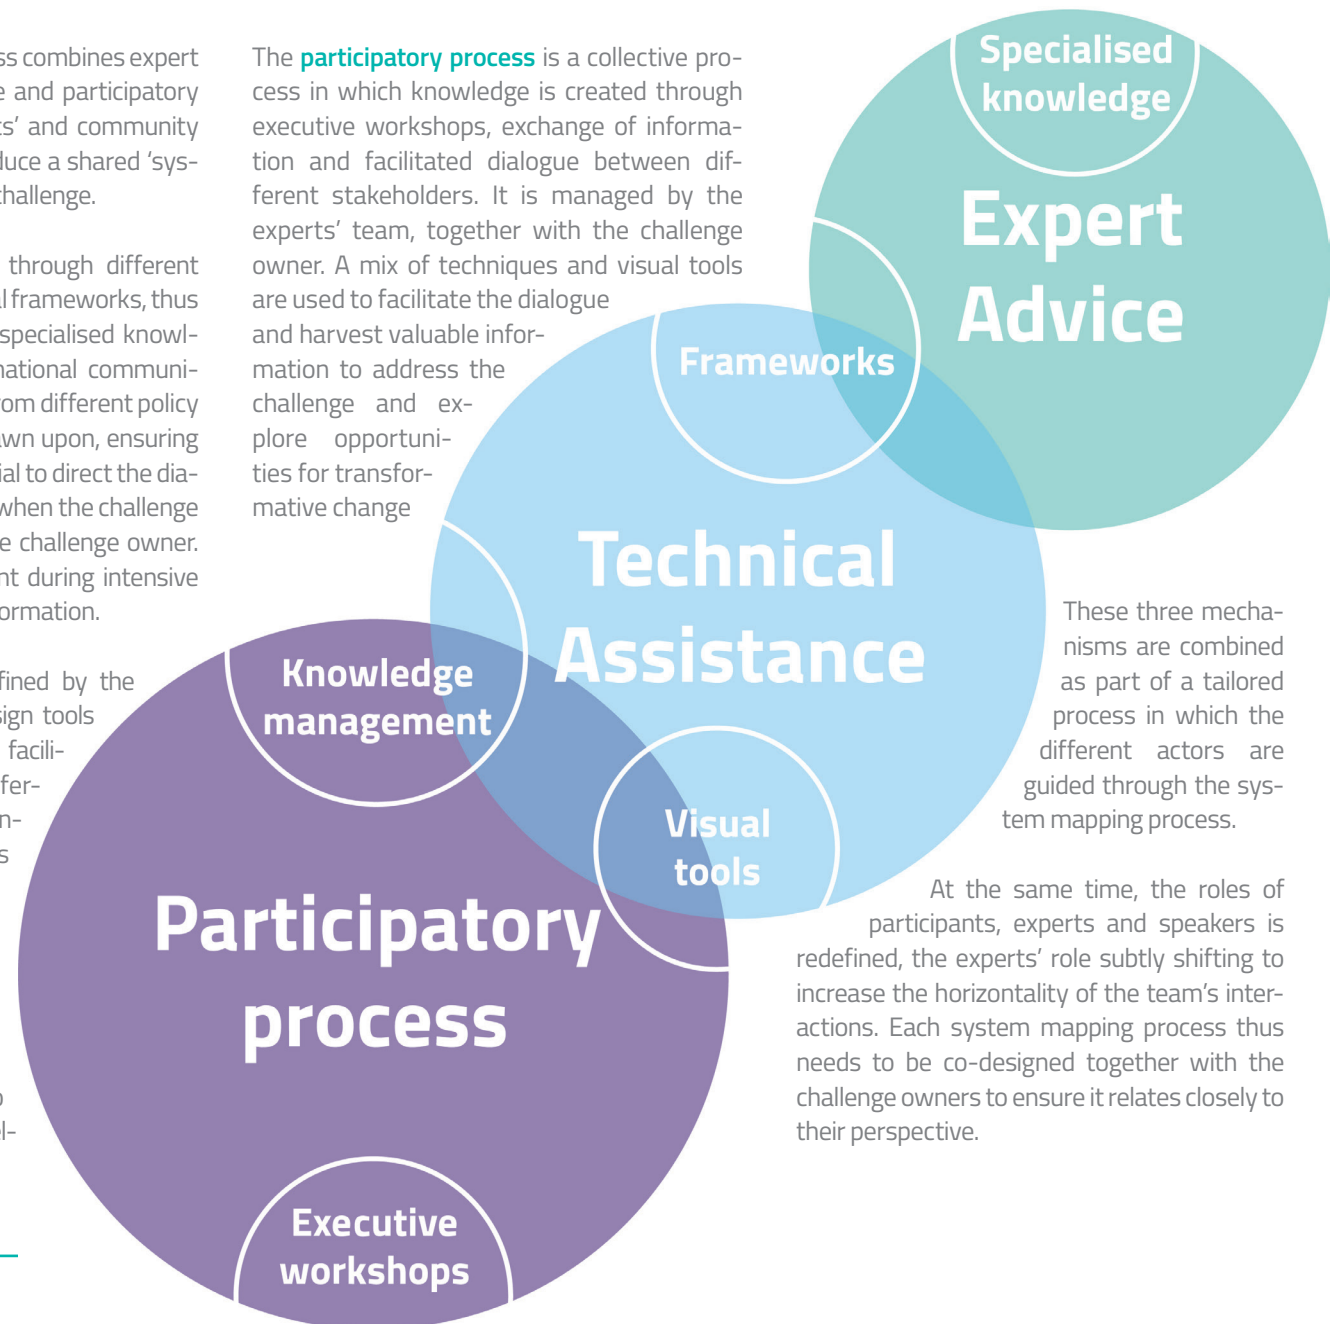 ss combines expert
e and participatory
ts’ and community
duce a shared ‘sys-
challenge.
through different
al frameworks, thus
specialised knowl-
national communi-
rom different policy
awn upon, ensuring
ial to direct the dia-
when the challenge
e challenge owner.
nt during intensive
formation.
fined by the
sign tools
facili-
fer-
n-
s
o
el-
The participatory process is a collective pro-
cess in which knowledge is created through
executive workshops, exchange of informa-
tion and facilitated dialogue between dif-
ferent stakeholders. It is managed by the
experts’ team, together with the challenge
owner. A mix of techniques and visual tools
are used to facilitate the dialogue
and harvest valuable infor-
mation to address the
challenge and ex-
plore opportuni-
ties for transfor-
mative change
Specialised
knowledge
Expert
Advice
Frameworks
Technical
Assistance
Knowledge
management
Visual
tools
Participatory
process
Executive
workshops
These three mecha-
nisms are combined
as part of a tailored
process in which the
different actors are
guided through the sys-
tem mapping process.
At the same time, the roles of
participants, experts and speakers is
redefined, the experts’ role subtly shifting to
increase the horizontality of the team’s inter-
actions. Each system mapping process thus
needs to be co-designed together with the
challenge owners to ensure it relates closely to
their perspective.